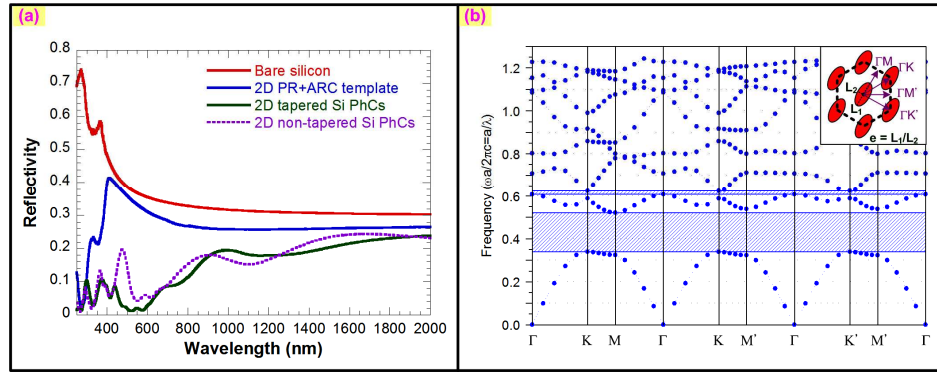 (a)
0.8
0.7
0.6
0.5
0.4
0.3
0.2
0.1
0
Reflectivity
Bare silicon
2D PR+ARC template
2D tapered Si PhCs
2D non-tapered Si PhCs
400 600 800 1000 1200 1400 1600 1800 2000
Wavelength (nm)
(b)
Frequency (ωa/2πc=a/λ)
1.2
1.0
0.8
0.6
0.4
0.2
0.0
ΓM
ΓK
L₂
ΓM'
L₁
ΓK'
e = L₁/L₂
Γ K M Γ K M' Γ K' M' Γ